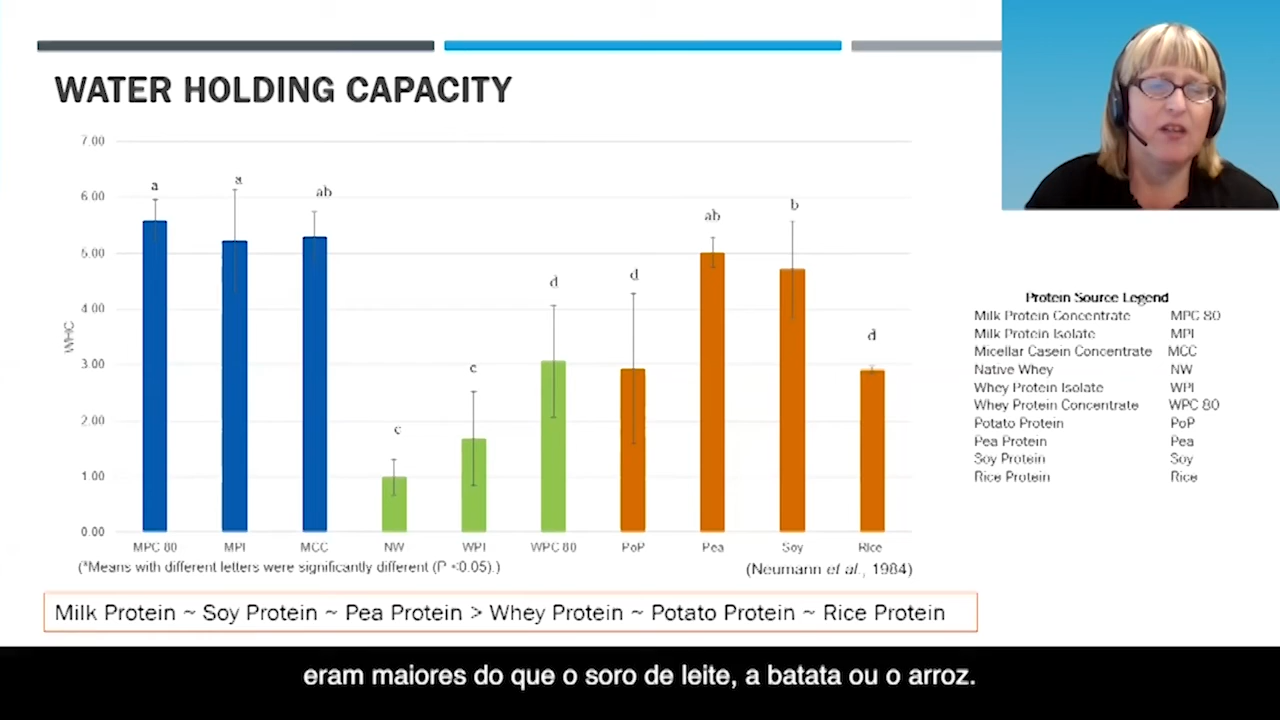 WATER HOLDING CAPACITY
7.00
6.00
5.00
4.00
3.00
2.00
1.00
0.00
WHC
a
a
ab
c
c
d
d
ab
b
d
MPC 80 MPI MCC NW WPI WPC 80 PoP Pea Soy Rice
(ªMeans with different letters were significantly different (P <0.05).)
(Neumann et al., 1984)
Protein Source Legend
Milk Protein Concentrate MPC 80
Milk Protein Isolate MPI
Micellar Casein Concentrate MCC
Native Whey NW
Whey Protein Isolate WPI
Whey Protein Concentrate WPC 80
Potato Protein PoP
Pea Protein Pea
Soy Protein Soy
Rice Protein Rice
Milk Protein ~ Soy Protein ~ Pea Protein > Whey Protein ~ Potato Protein ~ Rice Protein
eram maiores do que o soro de leite, a batata ou o arroz.